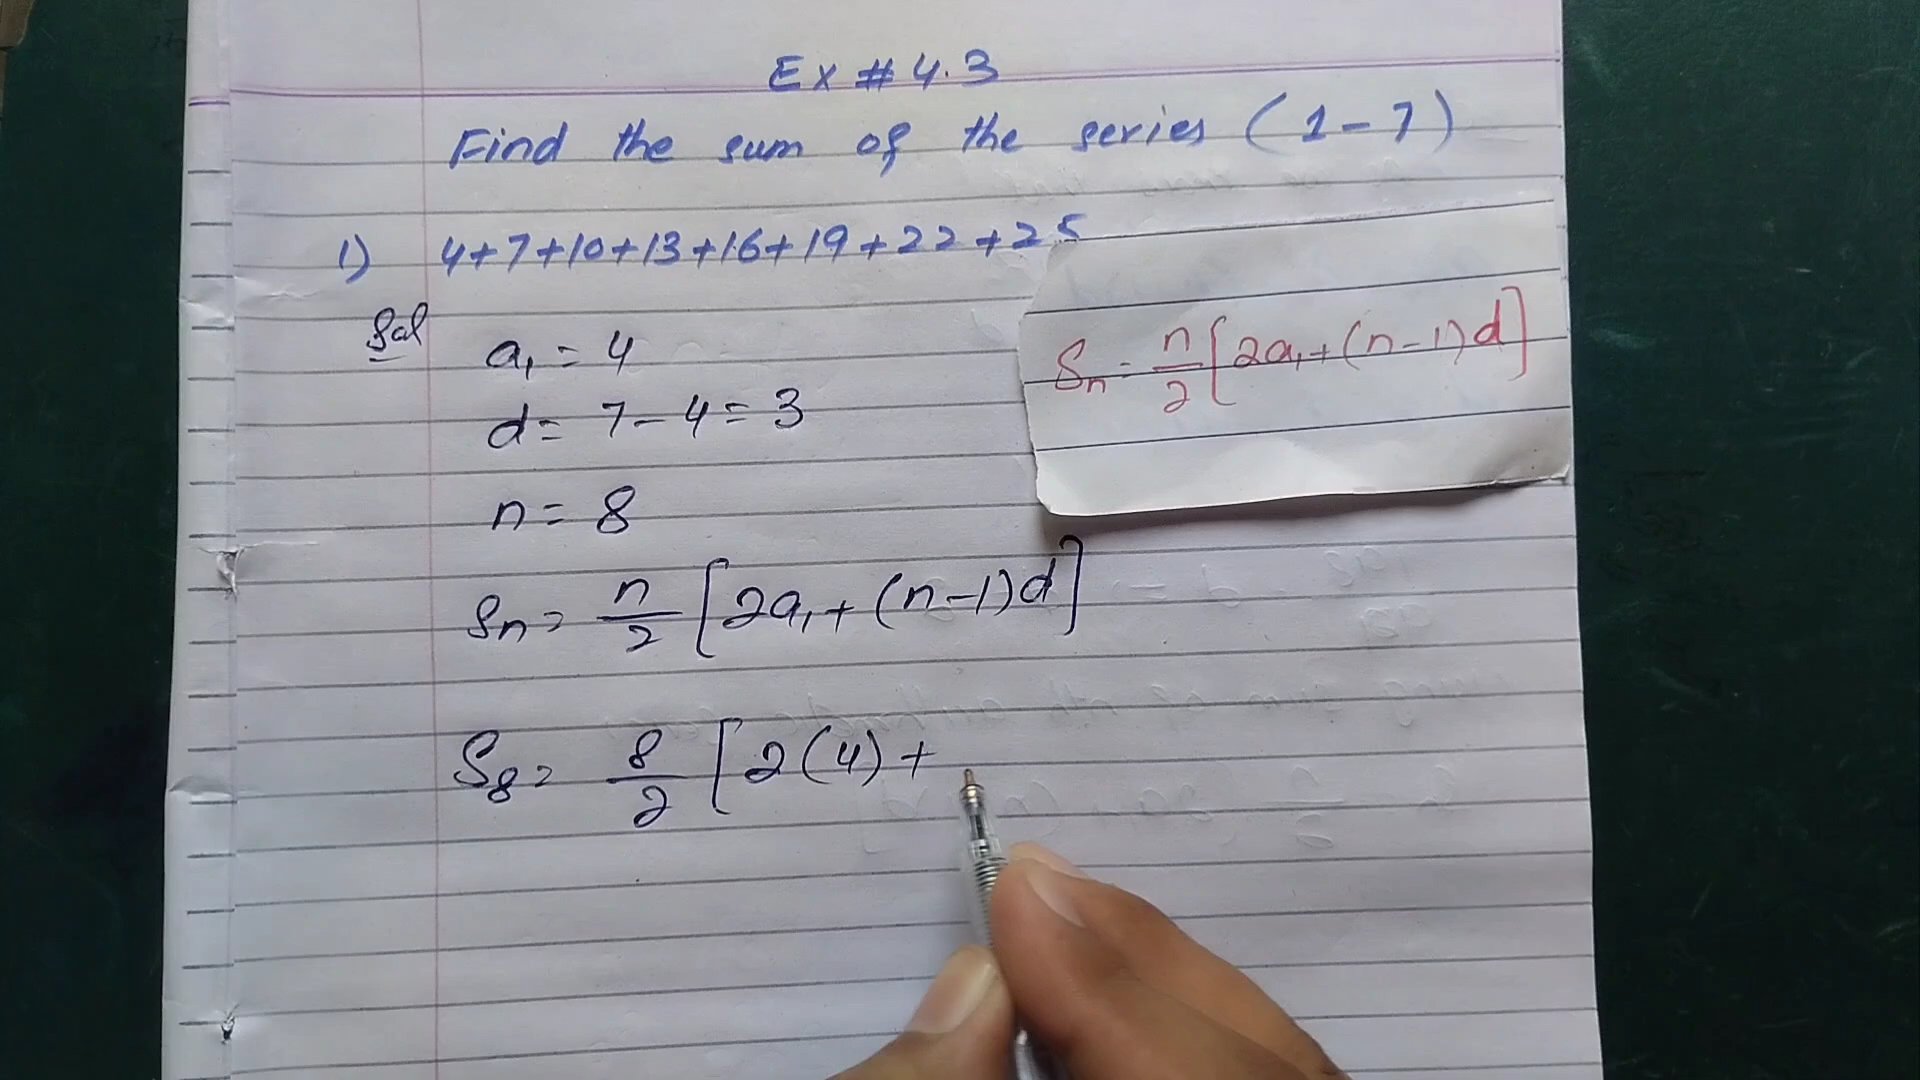 Ex # 4.3
Find the sum of the series (1-7)
1) 4+7+10+13+16+19+22+25
Sol
a₁ = 4
d = 7-4 = 3
n = 8
Sn = n/2 [2a₁+(n-1)d]
Sn = n/2 [2a₁+(n-1)d]
S8 = 8/2 [2(4)+